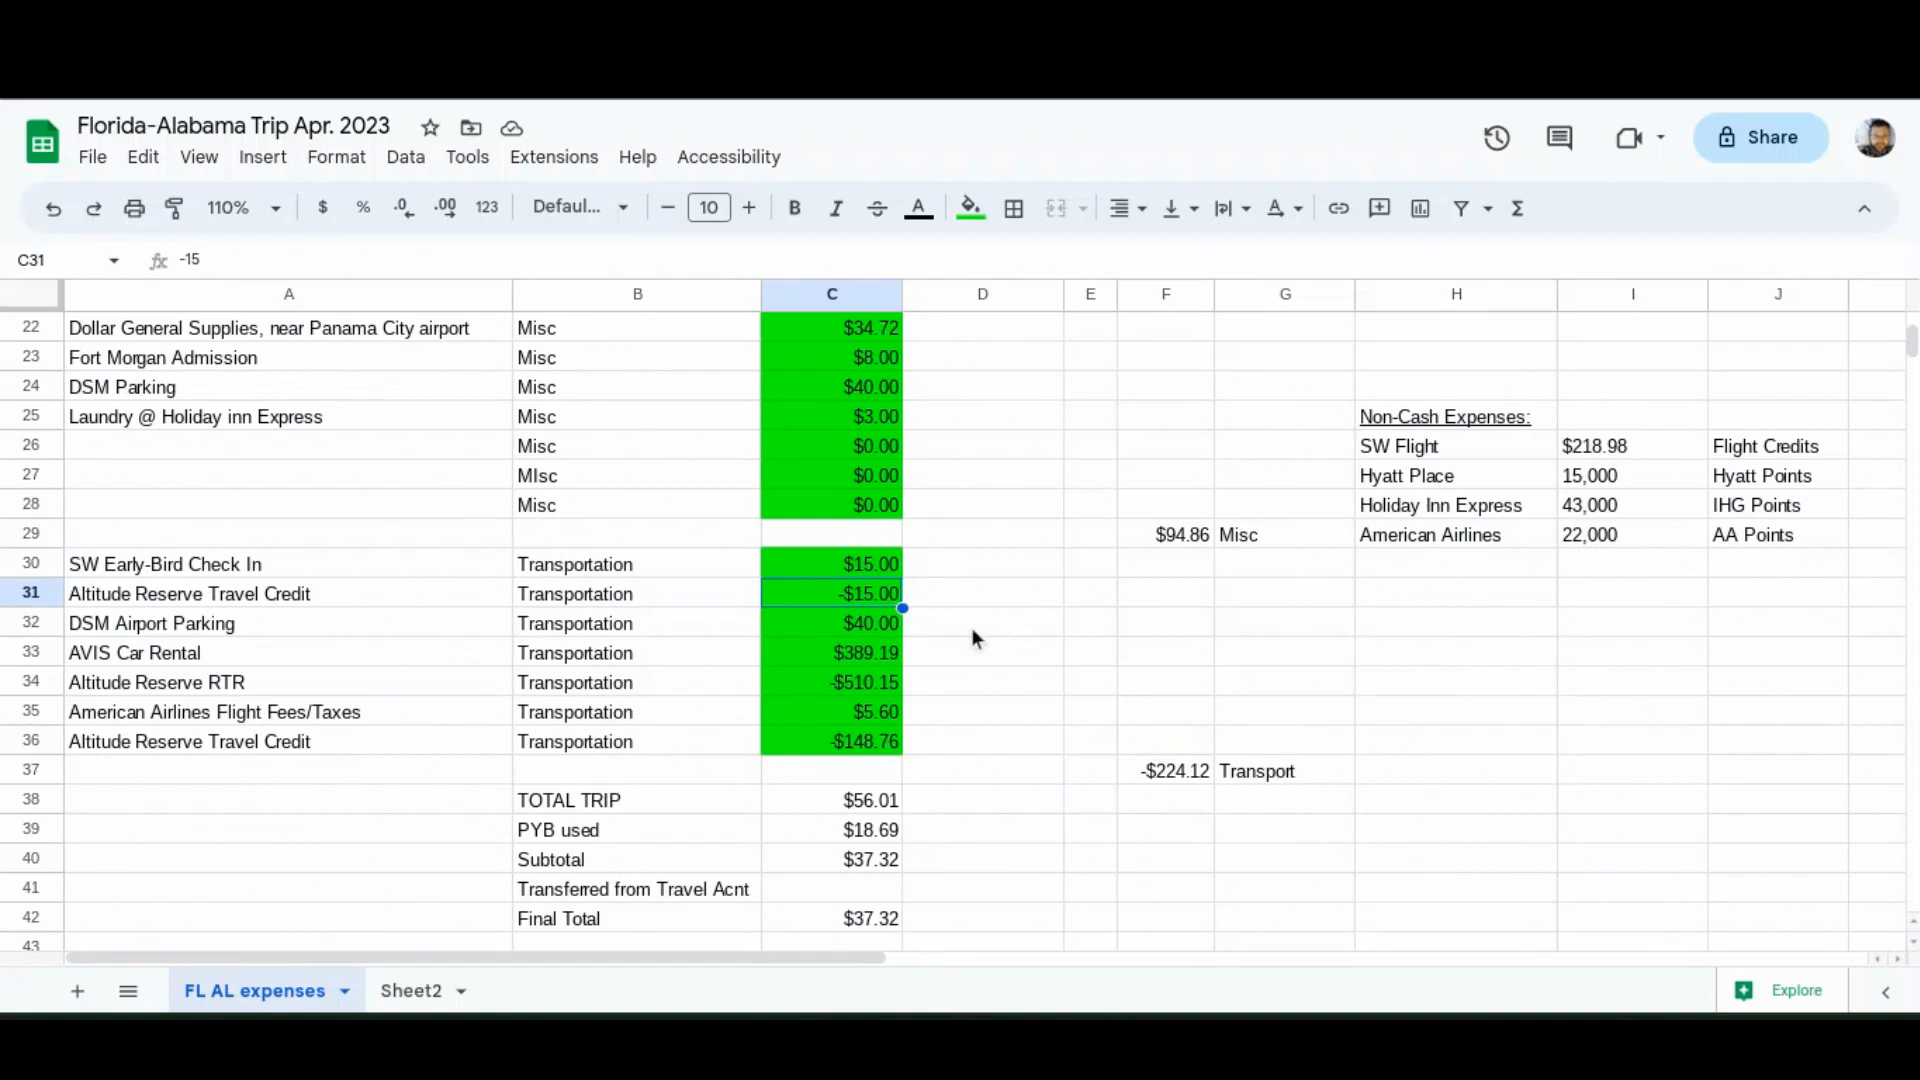 Florida-Alabama Trip Apr. 2023
Share
File Edit View Insert Format Data Tools Extensions Help Accessibility
110% $ % .0 .00 123 Defaul... 10 B I A Σ
C31 fx -15
A B C D E F G H I J
22 Dollar General Supplies, near Panama City airport Misc $34.72
23 Fort Morgan Admission Misc $8.00
24 DSM Parking Misc $40.00
25 Laundry @ Holiday inn Express Misc $3.00 Non-Cash Expenses:
26 Misc $0.00 SW Flight $218.98 Flight Credits
27 MIsc $0.00 Hyatt Place 15,000 Hyatt Points
28 Misc $0.00 Holiday Inn Express 43,000 IHG Points
29 $94.86 Misc American Airlines 22,000 AA Points
30 SW Early-Bird Check In Transportation $15.00
31 Altitude Reserve Travel Credit Transportation -$15.00
32 DSM Airport Parking Transportation $40.00
33 AVIS Car Rental Transportation $389.19
34 Altitude Reserve RTR Transportation -$510.15
35 American Airlines Flight Fees/Taxes Transportation $5.60
36 Altitude Reserve Travel Credit Transportation -$148.76
37 -$224.12 Transport
38 TOTAL TRIP $56.01
39 PYB used $18.69
40 Subtotal $37.32
41 Transferred from Travel Acnt
42 Final Total $37.32
43
FL AL expenses Sheet2 Explore